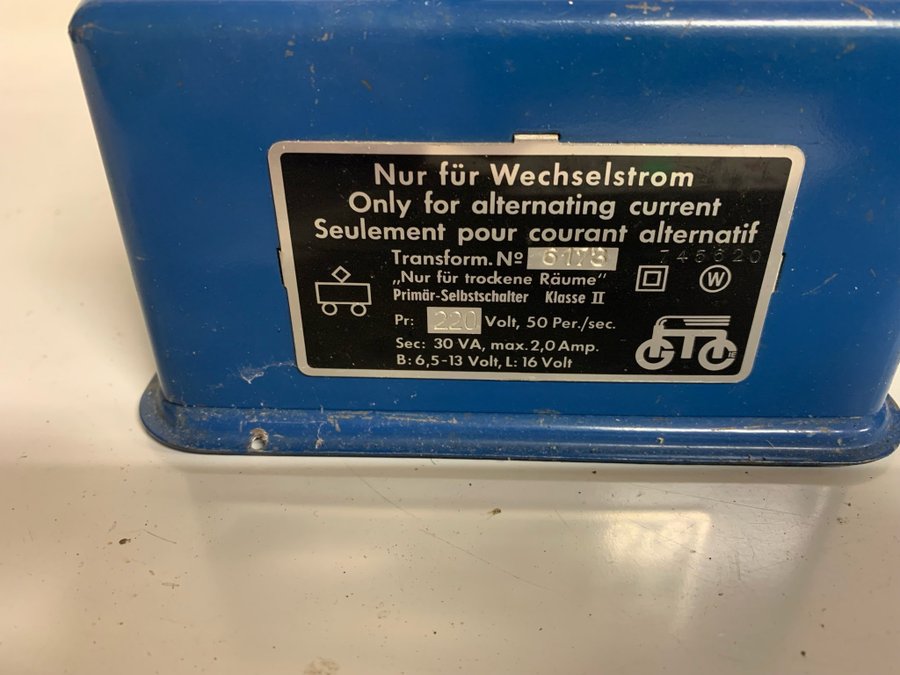 Nur für Wechselstrom
Only for alternating current
Seulement pour courant alternatif
Transform. Nº 6173 745620
„Nur für trockene Räume“ W
Primär-Selbstschalter Klasse II
Pr: 220 Volt, 50 Per./sec.
Sec: 30 VA, max. 2,0 Amp.
B: 6,5-13 Volt, L: 16 Volt